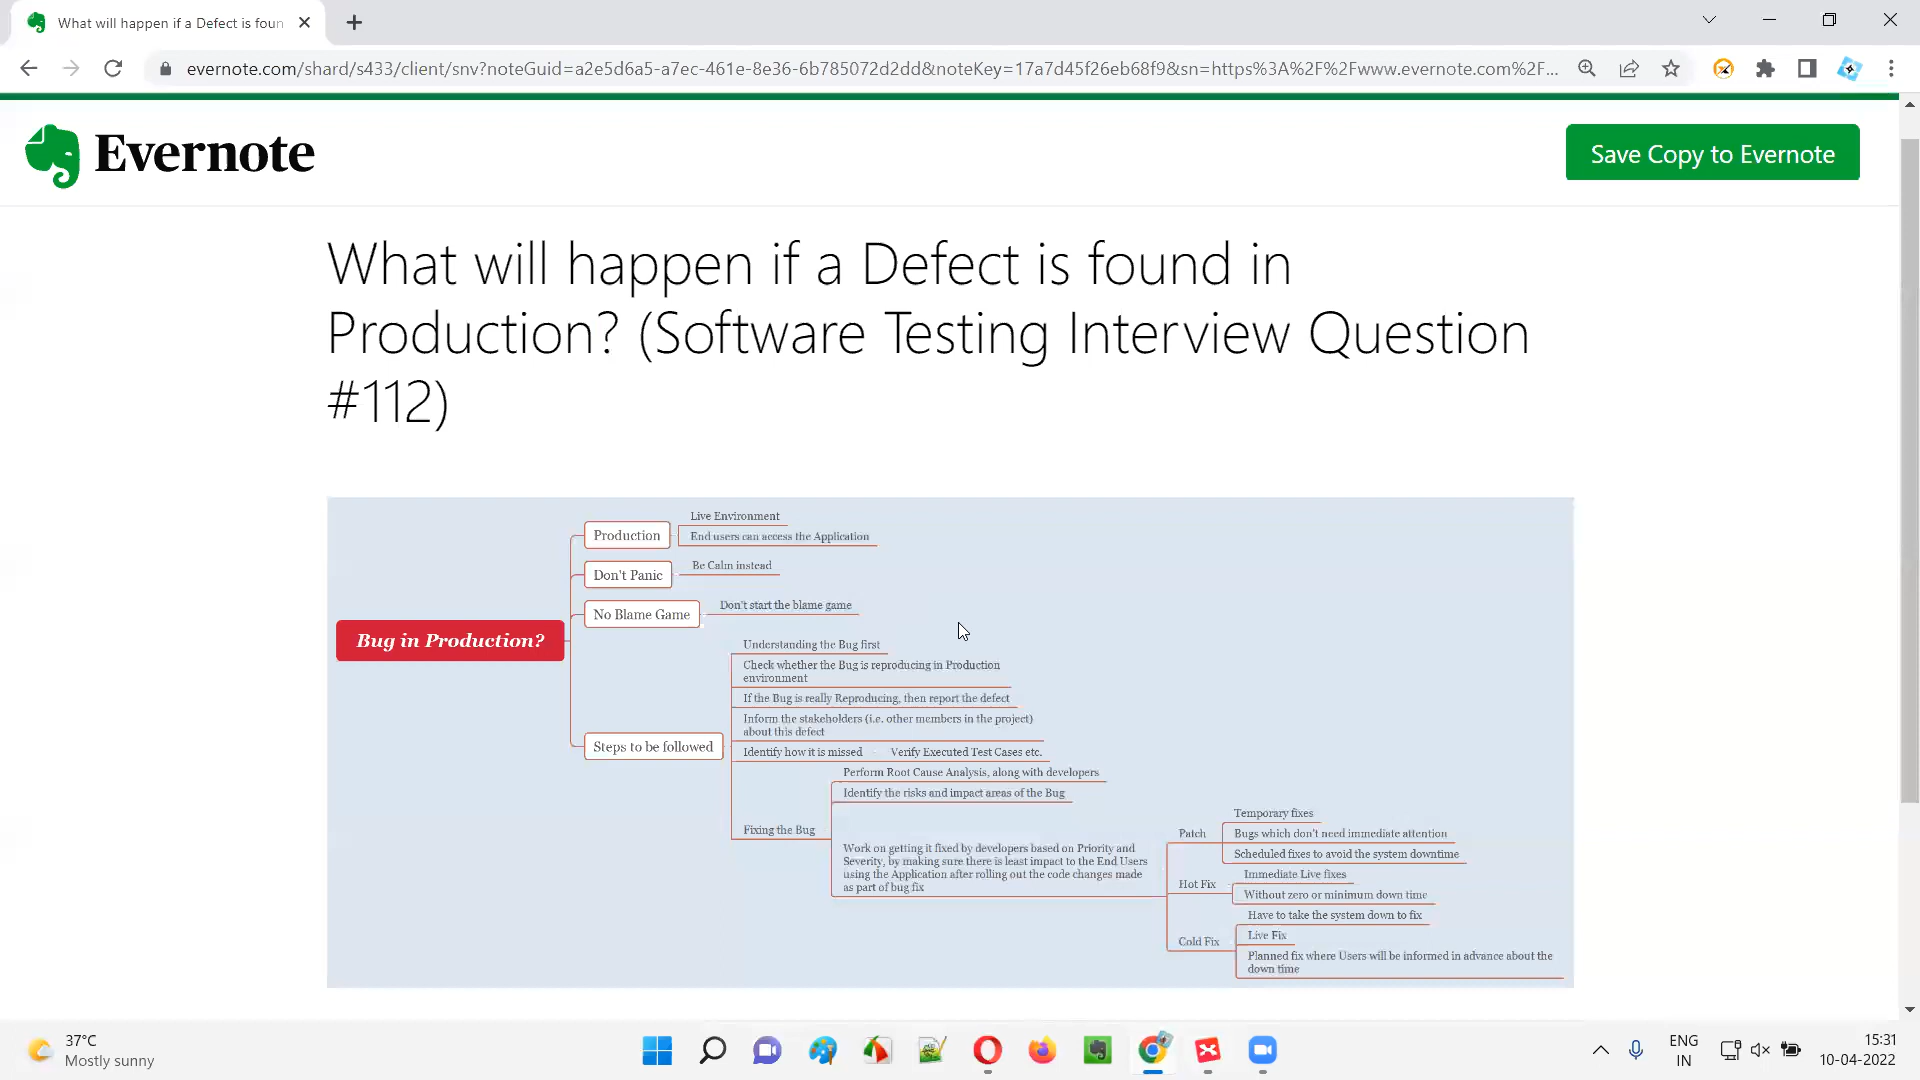 What will happen if a Defect is foun
evernote.com/shard/s433/client/snv?noteGuid=a2e5d6a5-a7ec-461e-8e36-6b785072d2dd&noteKey=17a7d45f26eb68f9&sn=https%3A%2F%2Fwww.evernote.com%2F...
Evernote
Save Copy to Evernote
What will happen if a Defect is found in
Production? (Software Testing Interview Question
#112)
Bug in Production?
Production
Live Environment
End users can access the Application
Don't Panic
Be Calm instead
No Blame Game
Don't start the blame game
Steps to be followed
Understanding the Bug first
Check whether the Bug is reproducing in Production
environment
If the Bug is really Reproducing, then report the defect
Inform the stakeholders (i.e. other members in the project)
about this defect
Identify how it is missed
Verify Executed Test Cases etc.
Fixing the Bug
Perform Root Cause Analysis, along with developers
Identify the risks and impact areas of the Bug
Work on getting it fixed by developers based on Priority and
Severity, by making sure there is least impact to the End Users
using the Application after rolling out the code changes made
as part of bug fix
Patch
Temporary fixes
Bugs which don't need immediate attention
Scheduled fixes to avoid the system downtime
Hot Fix
Immediate Live fixes
Without zero or minimum down time
Cold Fix
Have to take the system down to fix
Live Fix
Planned fix where Users will be informed in advance about the
down time
37°C
Mostly sunny
ENG
IN
15:31
10-04-2022